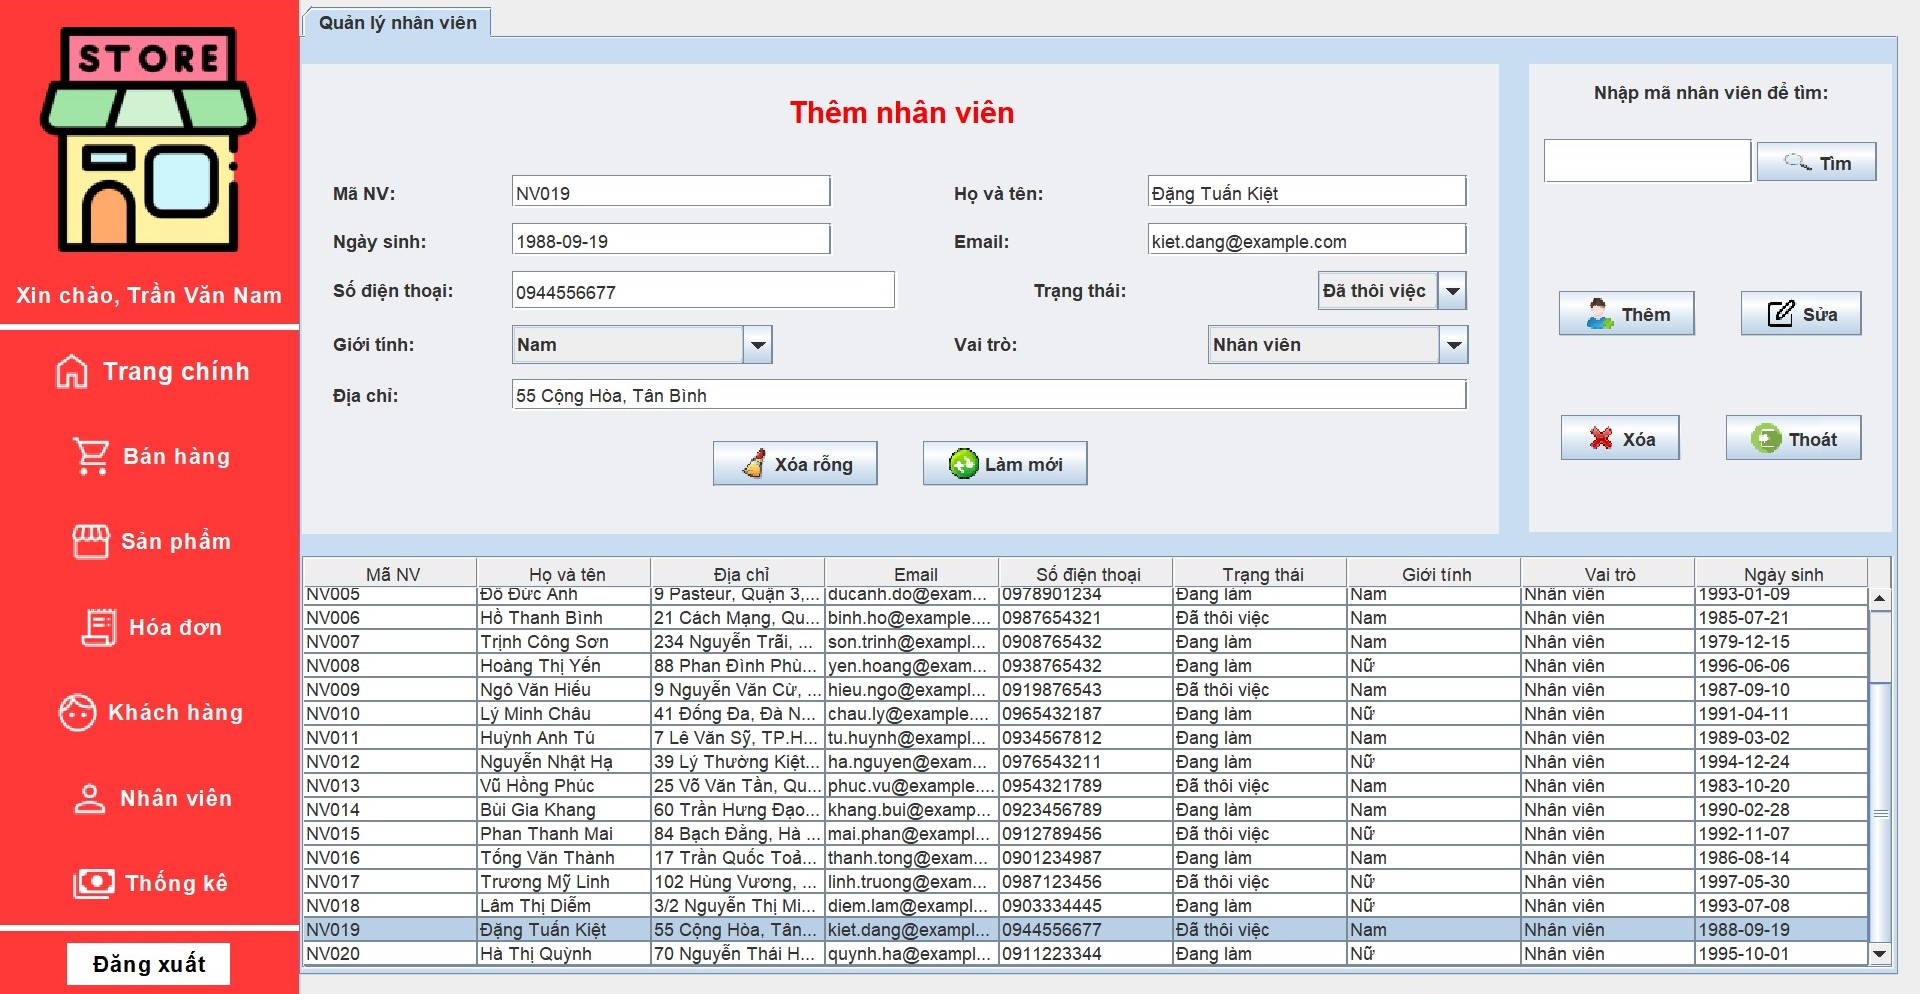 STORE
Xin chào, Trần Văn Nam
Trang chính
Bán hàng
Sản phẩm
Hóa đơn
Khách hàng
Nhân viên
Thống kê
Đăng xuất
Quản lý nhân viên
Thêm nhân viên
Mã NV: NV019 Họ và tên: Đặng Tuấn Kiệt
Ngày sinh: 1988-09-19 Email: kiet.dang@example.com
Số điện thoại: 0944556677 Trạng thái: Đã thôi việc
Giới tính: Nam Vai trò: Nhân viên
Địa chỉ: 55 Cộng Hòa, Tân Bình
Xóa rỗng Làm mới
Nhập mã nhân viên để tìm:
Tìm
Thêm Sửa
Xóa Thoát
Mã NV Họ và tên Địa chỉ Email Số điện thoại Trạng thái Giới tính Vai trò Ngày sinh
NV005 Đỗ Đức Anh 9 Pasteur, Quận 3,... ducanh.do@exam... 0978901234 Đang làm Nam Nhân viên 1993-01-09
NV006 Hồ Thanh Bình 21 Cách Mạng, Qu... binh.ho@example.... 0987654321 Đã thôi việc Nam Nhân viên 1985-07-21
NV007 Trịnh Công Sơn 234 Nguyễn Trãi, ... son.trinh@exampl... 0908765432 Đang làm Nam Nhân viên 1979-12-15
NV008 Hoàng Thị Yến 88 Phan Đình Phù... yen.hoang@exam... 0938765432 Đang làm Nữ Nhân viên 1996-06-06
NV009 Ngô Văn Hiếu 9 Nguyễn Văn Cừ, ... hieu.ngo@exampl... 0919876543 Đã thôi việc Nam Nhân viên 1987-09-10
NV010 Lý Minh Châu 41 Đống Đa, Đà N... chau.ly@example.... 0965432187 Đang làm Nữ Nhân viên 1991-04-11
NV011 Huỳnh Anh Tú 7 Lê Văn Sỹ, TP.H... tu.huynh@exampl... 0934567812 Đang làm Nam Nhân viên 1989-03-02
NV012 Nguyễn Nhật Hạ 39 Lý Thường Kiệt... ha.nguyen@exam... 0976543211 Đang làm Nữ Nhân viên 1994-12-24
NV013 Vũ Hồng Phúc 25 Võ Văn Tần, Qu... phuc.vu@example.... 0954321789 Đã thôi việc Nam Nhân viên 1983-10-20
NV014 Bùi Gia Khang 60 Trần Hưng Đạo... khang.bui@examp... 0923456789 Đang làm Nam Nhân viên 1990-02-28
NV015 Phan Thanh Mai 84 Bạch Đằng, Hà ... mai.phan@exampl... 0912789456 Đã thôi việc Nữ Nhân viên 1992-11-07
NV016 Tống Văn Thành 17 Trần Quốc Toả... thanh.tong@exam... 0901234987 Đang làm Nam Nhân viên 1986-08-14
NV017 Trương Mỹ Linh 102 Hùng Vương, ... linh.truong@exam... 0987123456 Đã thôi việc Nữ Nhân viên 1997-05-30
NV018 Lâm Thị Diễm 3/2 Nguyễn Thị Mi... diem.lam@exampl... 0903334445 Đang làm Nữ Nhân viên 1993-07-08
NV019 Đặng Tuấn Kiệt 55 Cộng Hòa, Tân... kiet.dang@exampl... 0944556677 Đã thôi việc Nam Nhân viên 1988-09-19
NV020 Hà Thị Quỳnh 70 Nguyễn Thái H... quynh.ha@exampl... 0911223344 Đang làm Nữ Nhân viên 1995-10-01